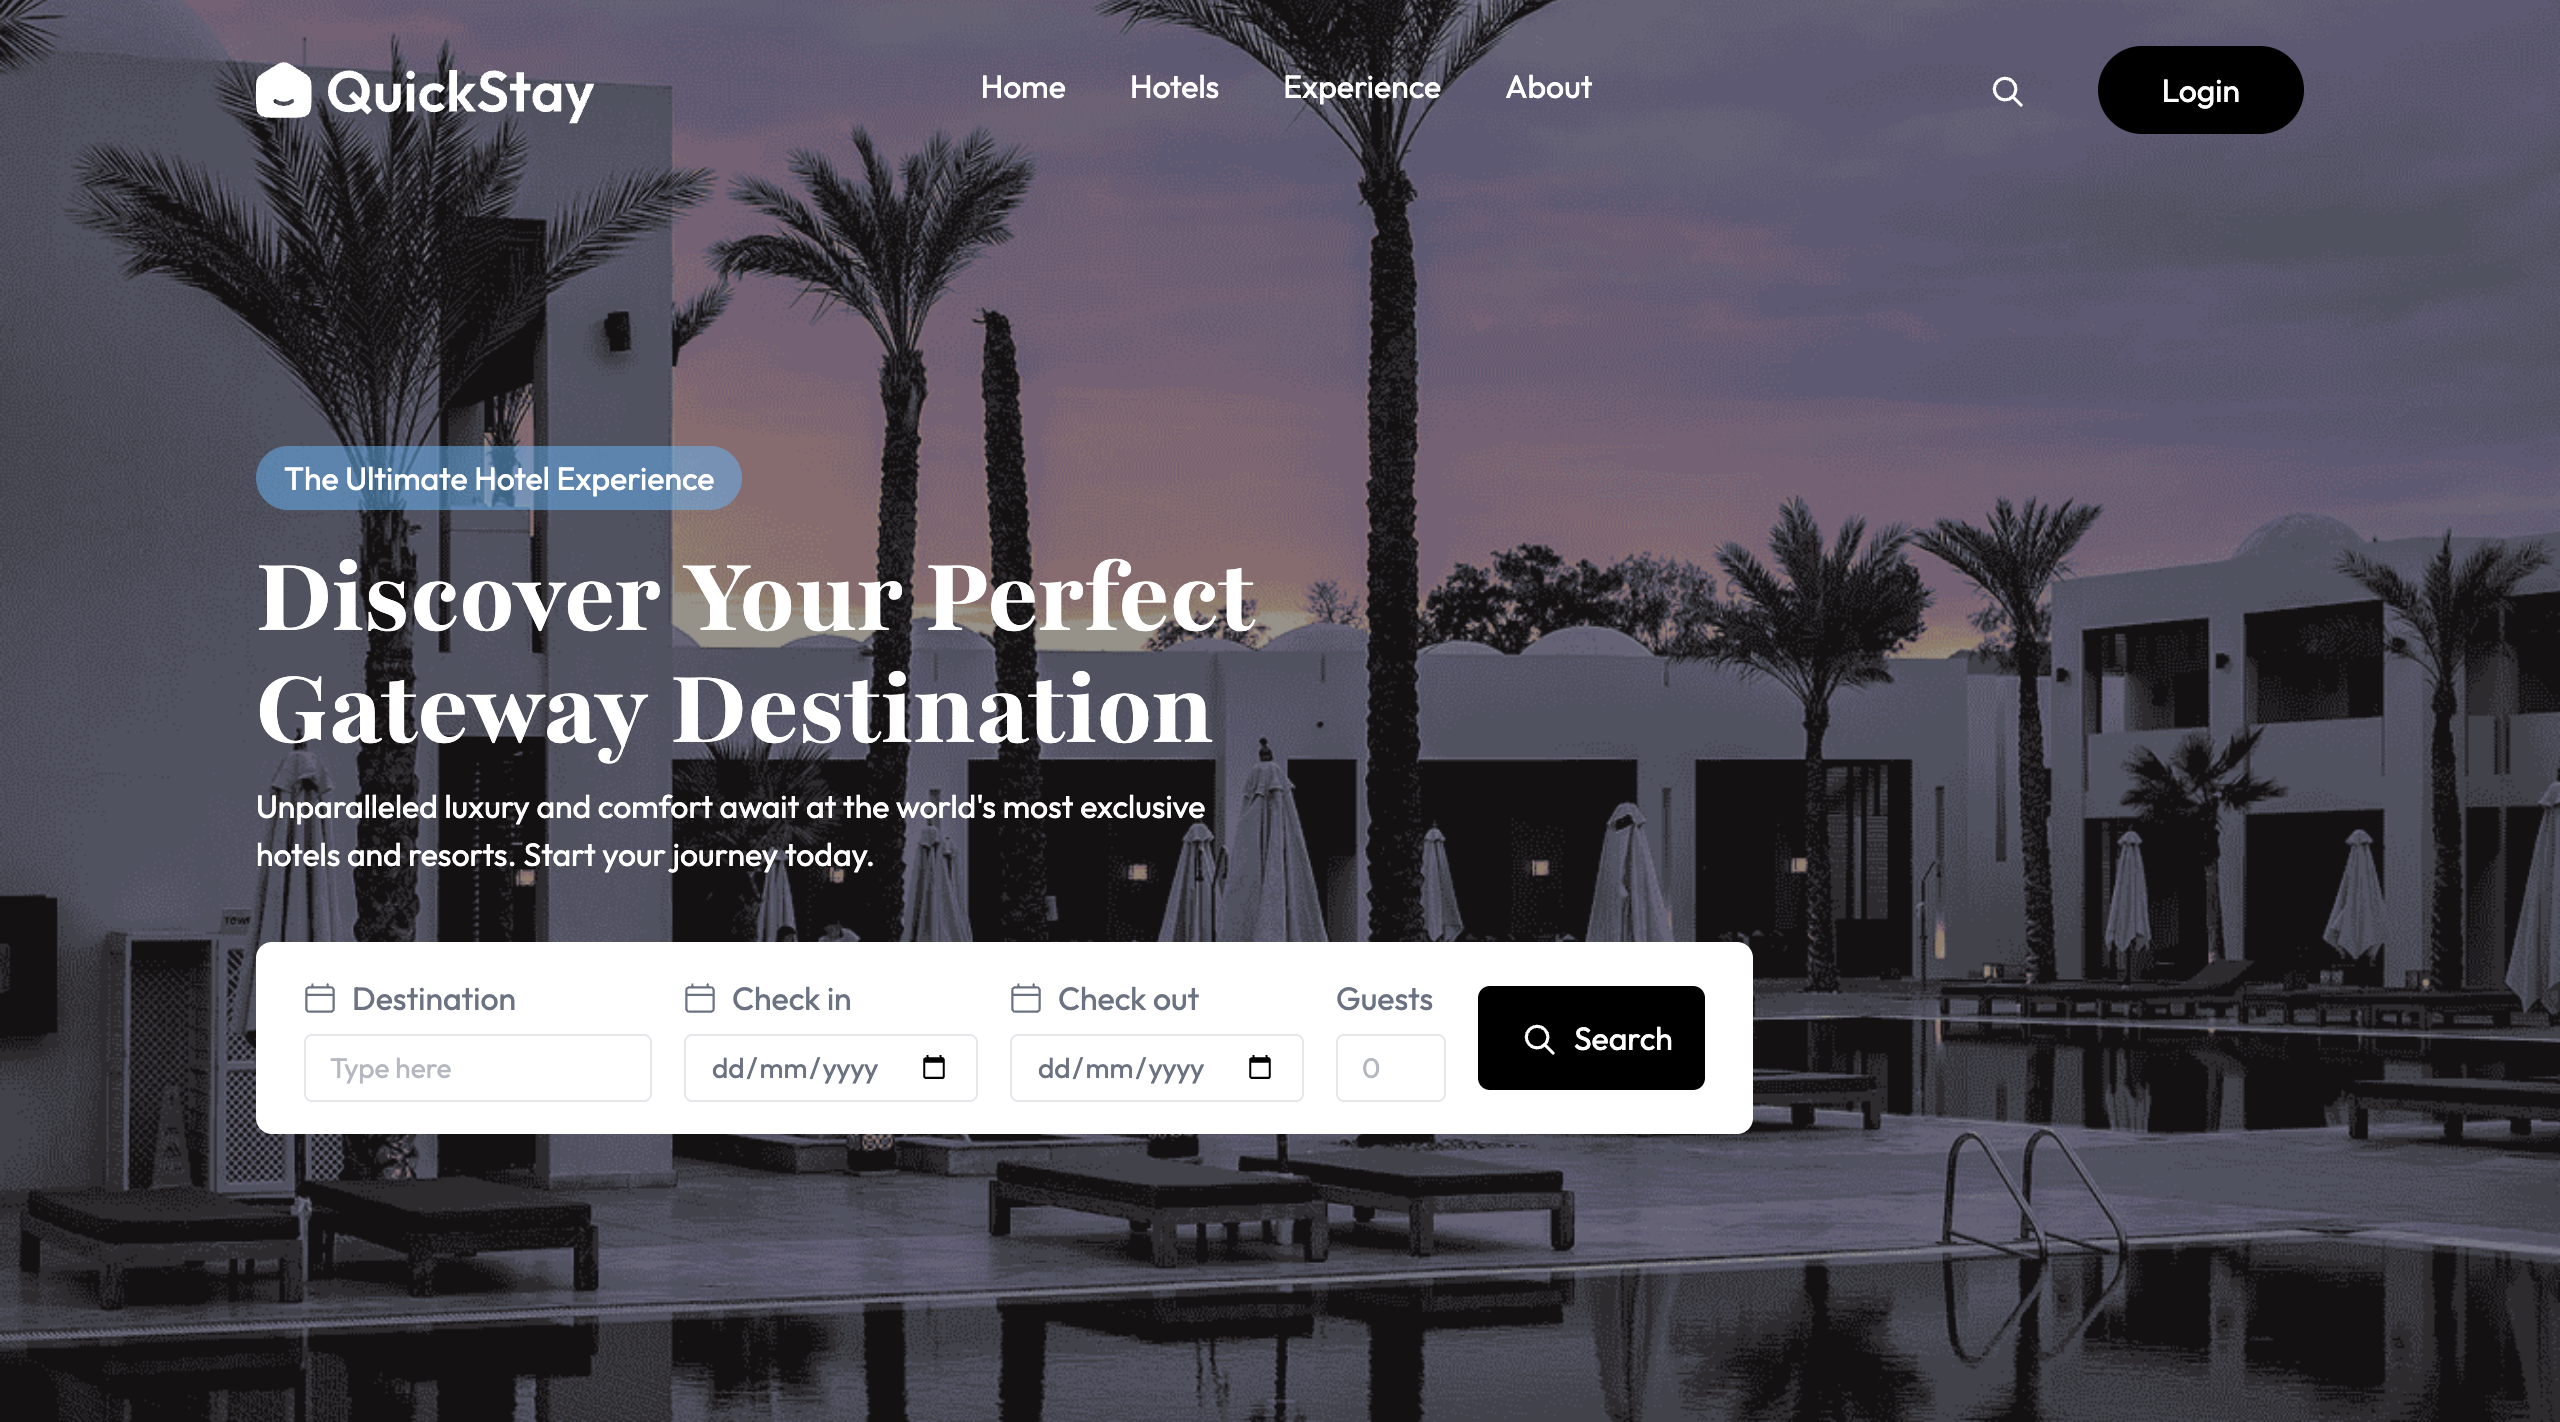 QuickStay
Home
Hotels
Experience
About
Login
The Ultimate Hotel Experience
Discover Your Perfect
Gateway Destination
Unparalleled luxury and comfort await at the world's most exclusive
hotels and resorts. Start your journey today.
Destination
Type here
Check in
dd/mm/yyyy
Check out
dd/mm/yyyy
Guests
0
Search